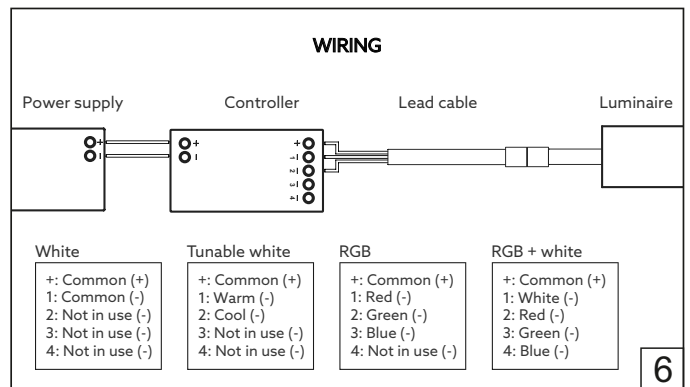 WIRING
Power supply
Controller
Lead cable
Luminaire
+
-
+
-
+
1 -
2 -
3 -
4 -
White
+: Common (+)
1: Common (-)
2: Not in use (-)
3: Not in use (-)
4: Not in use (-)
Tunable white
+: Common (+)
1: Warm (-)
2: Cool (-)
3: Not in use (-)
4: Not in use (-)
RGB
+: Common (+)
1: Red (-)
2: Green (-)
3: Blue (-)
4: Not in use (-)
RGB + white
+: Common (+)
1: White (-)
2: Red (-)
3: Green (-)
4: Blue (-)
6